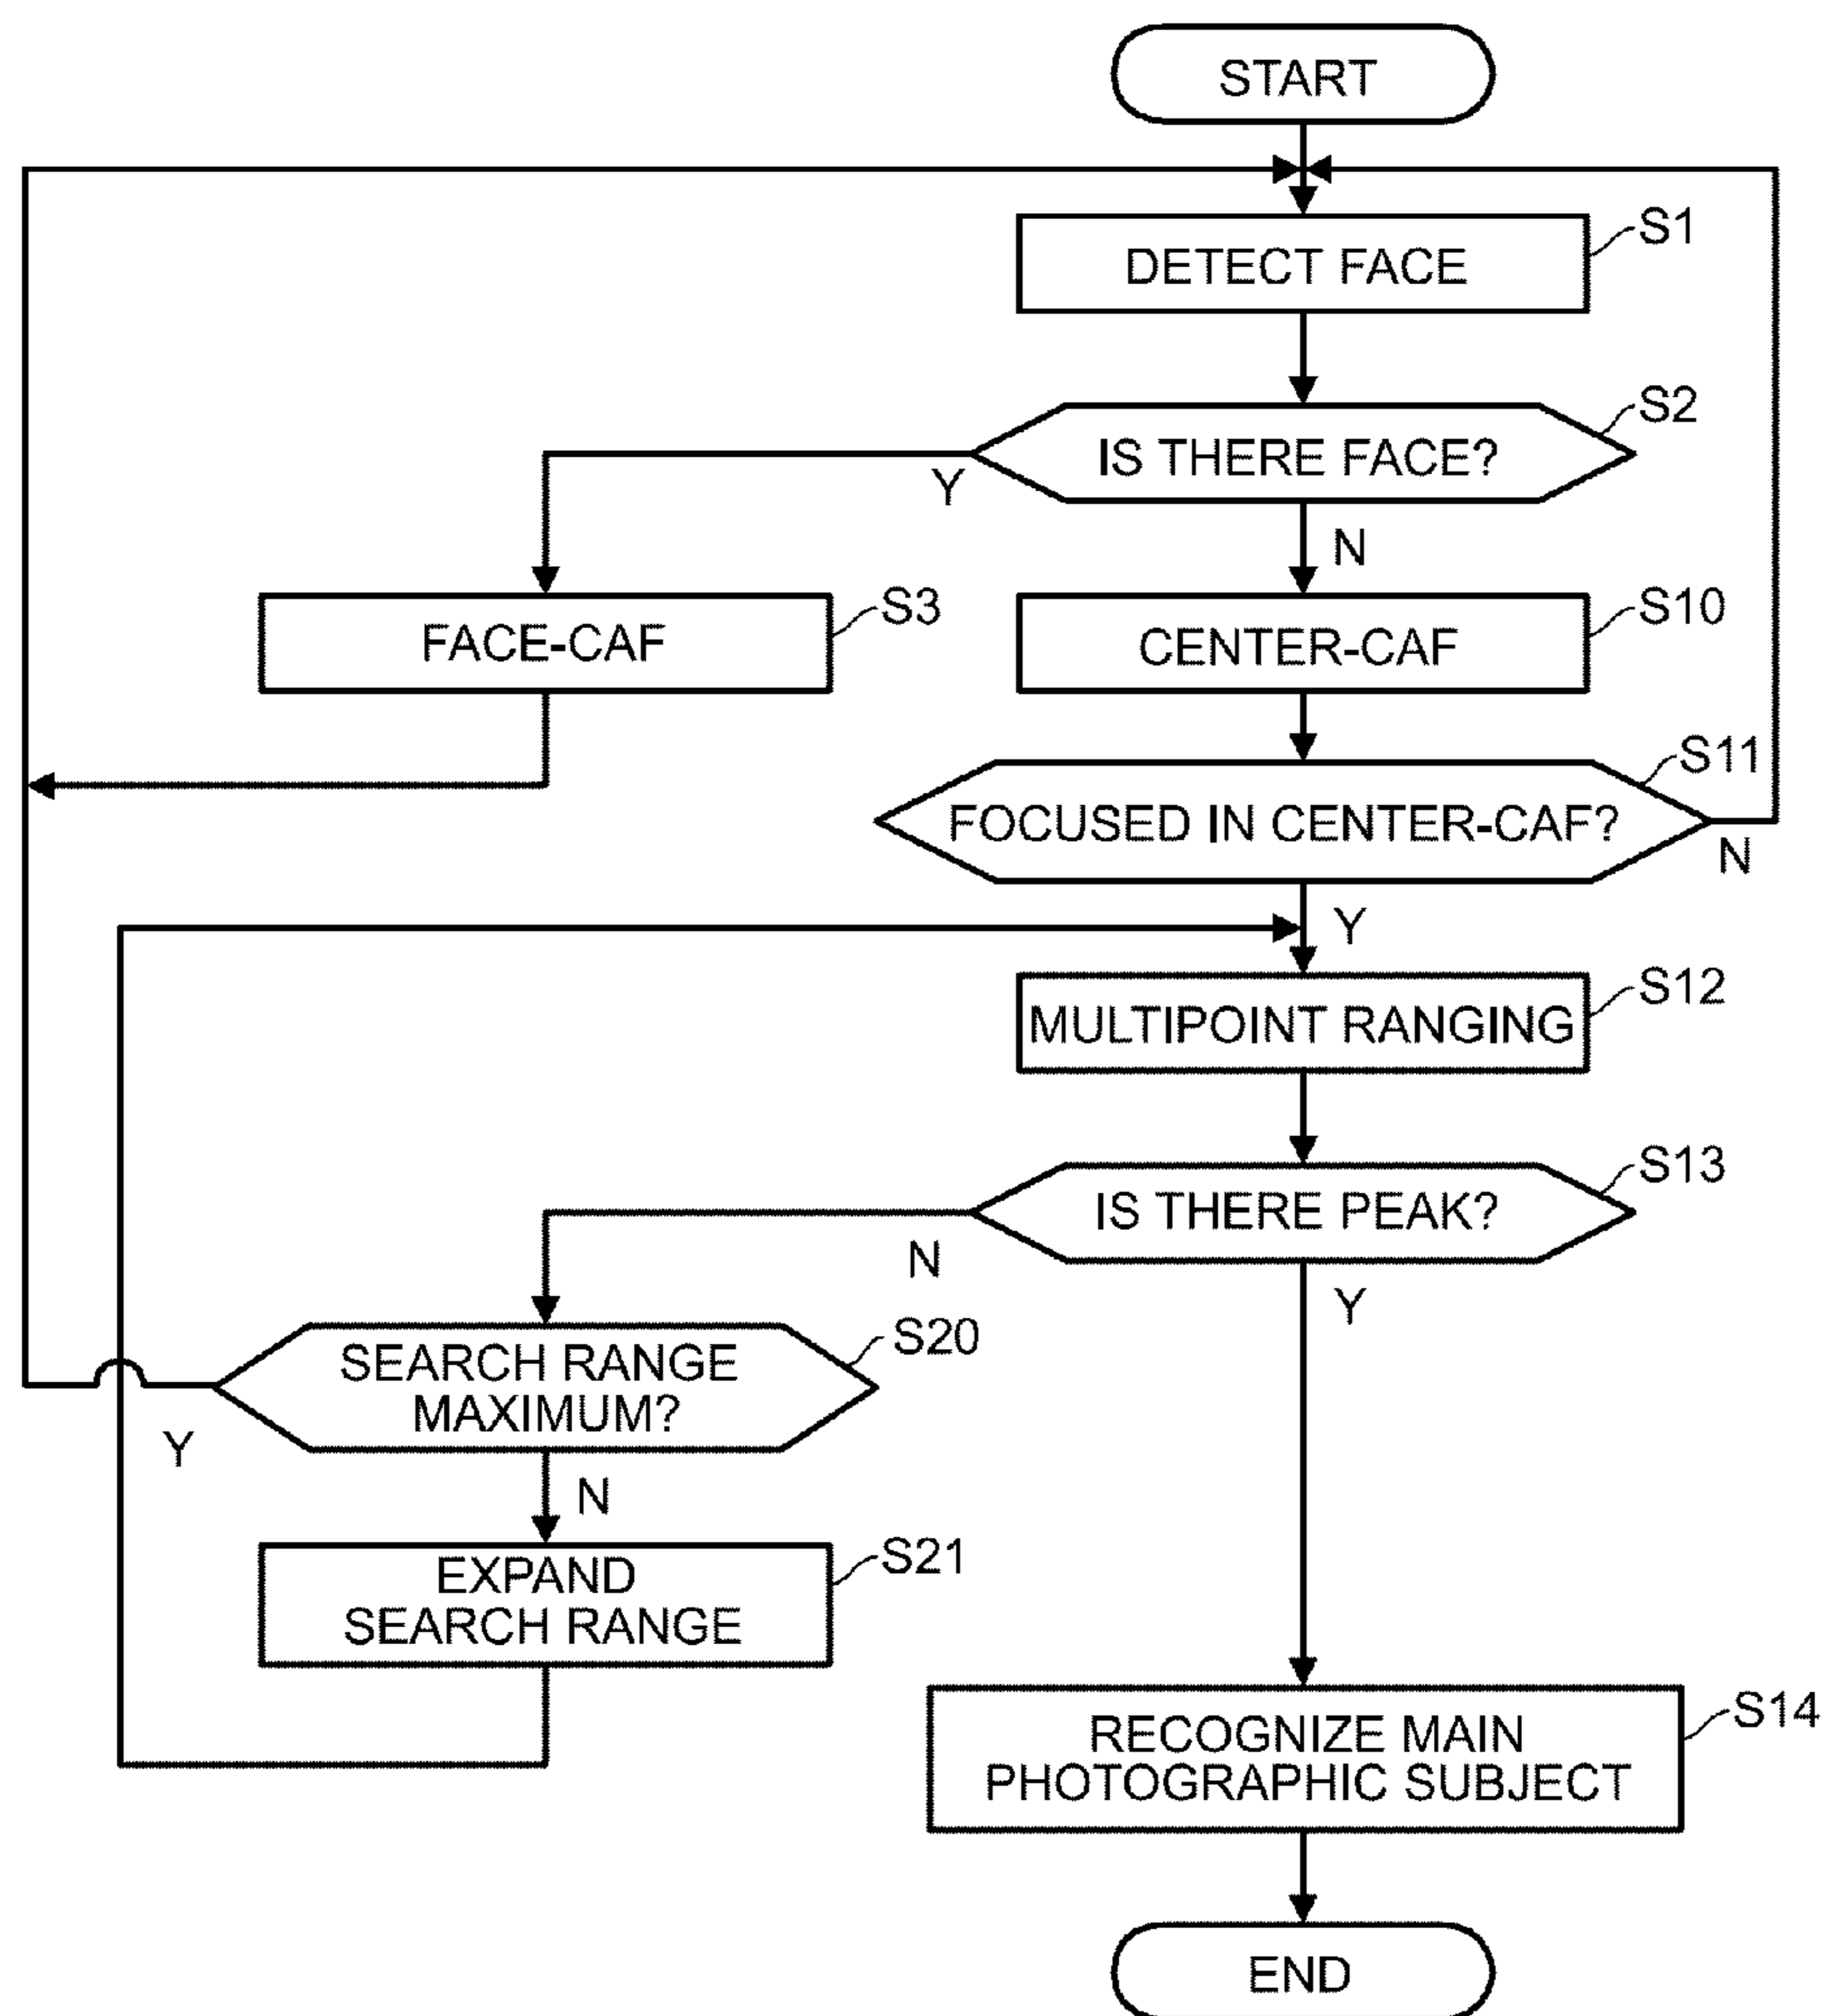 START
DETECT FACE
S1
IS THERE FACE?
S2
Y
N
FACE-CAF
S3
CENTER-CAF
S10
FOCUSED IN CENTER-CAF?
S11
N
Y
MULTIPOINT RANGING
S12
IS THERE PEAK?
S13
N
Y
SEARCH RANGE
MAXIMUM?
S20
Y
N
EXPAND
SEARCH RANGE
S21
RECOGNIZE MAIN
PHOTOGRAPHIC SUBJECT
S14
END